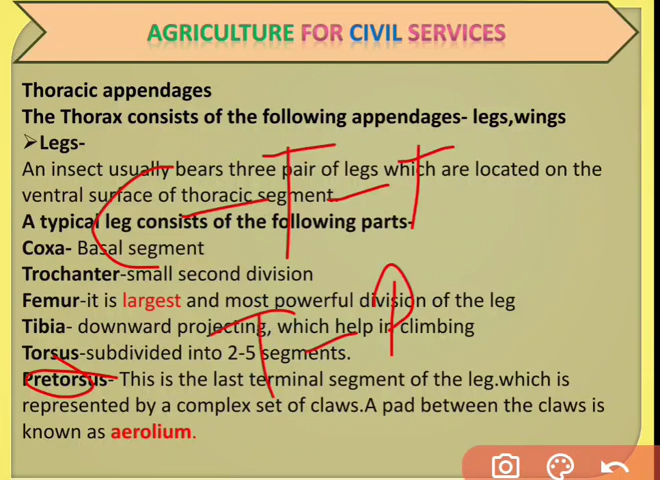 AGRICULTURE FOR CIVIL SERVICES
Thoracic appendages
The Thorax consists of the following appendages- legs,wings
➢Legs-
An insect usually bears three pair of legs which are located on the
ventral surface of thoracic segment.
A typical leg consists of the following parts-
Coxa- Basal segment
Trochanter-small second division
Femur-it is largest and most powerful division of the leg
Tibia- downward projecting, which help in climbing
Torsus-subdivided into 2-5 segments.
Pretorsus- This is the last terminal segment of the leg.which is
represented by a complex set of claws.A pad between the claws is
known as aerolium.